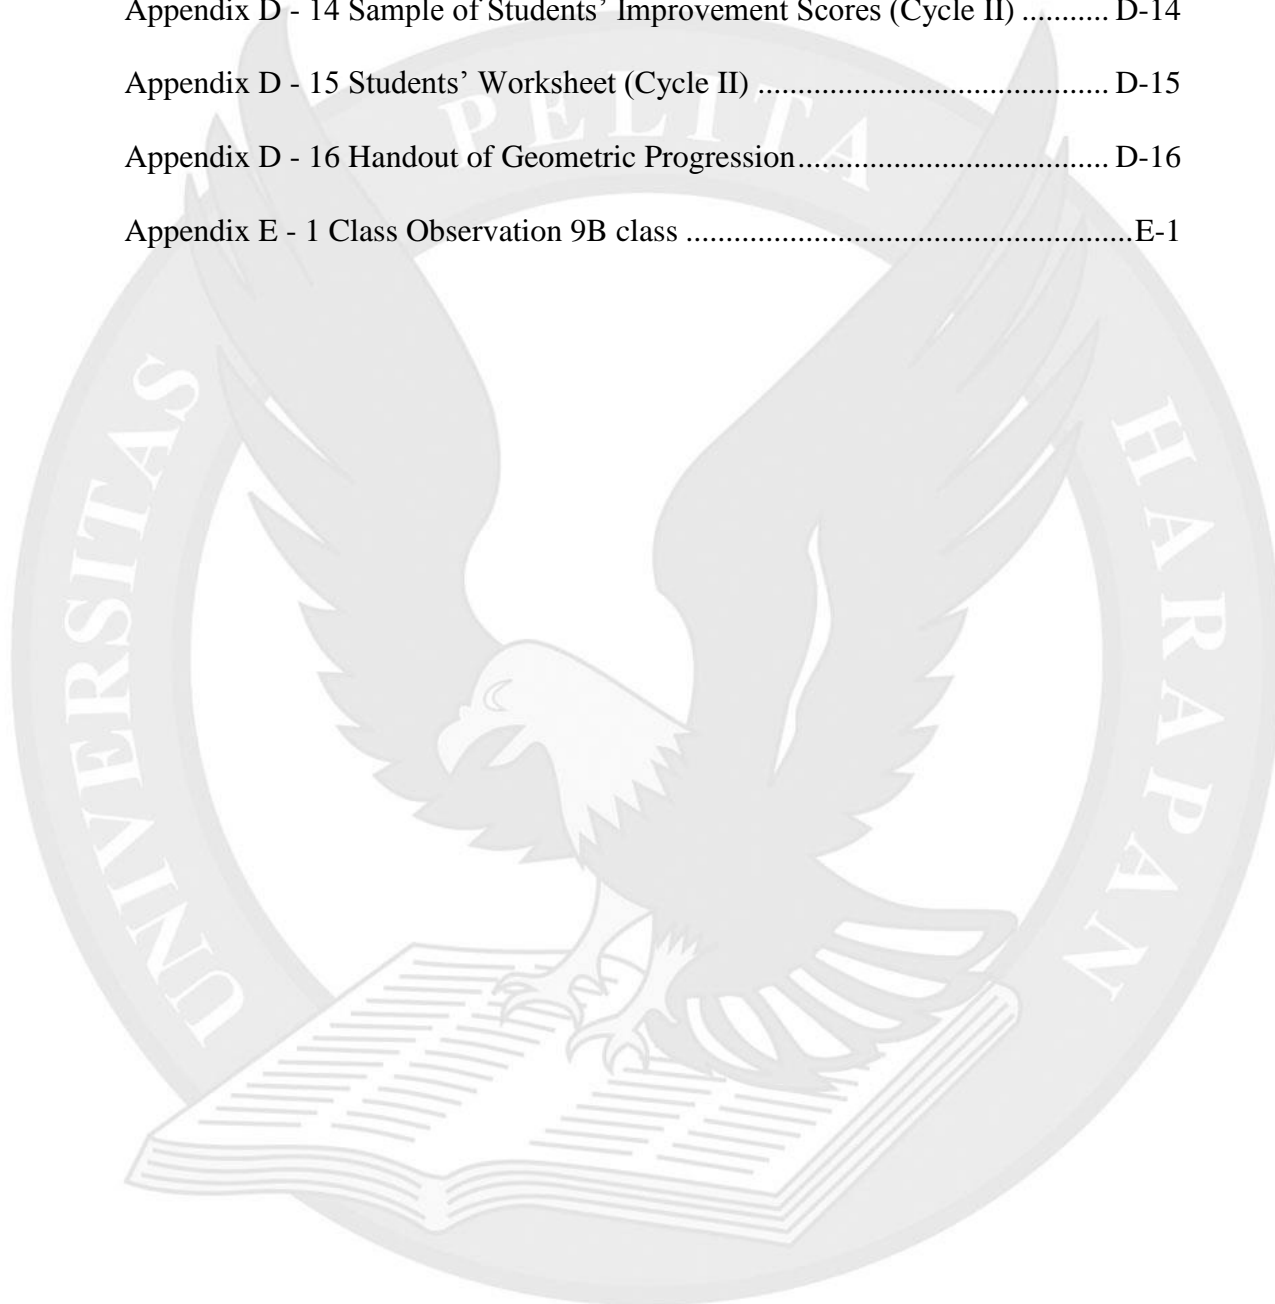 Appendix D - 14 Sample of Students’ Improvement Scores (Cycle II) ........... D-14
Appendix D - 15 Students’ Worksheet (Cycle II) ............................................ D-15
Appendix D - 16 Handout of Geometric Progression....................................... D-16
Appendix E - 1 Class Observation 9B class ........................................................E-1
UNIVERSITAS PELITA HARAPAN